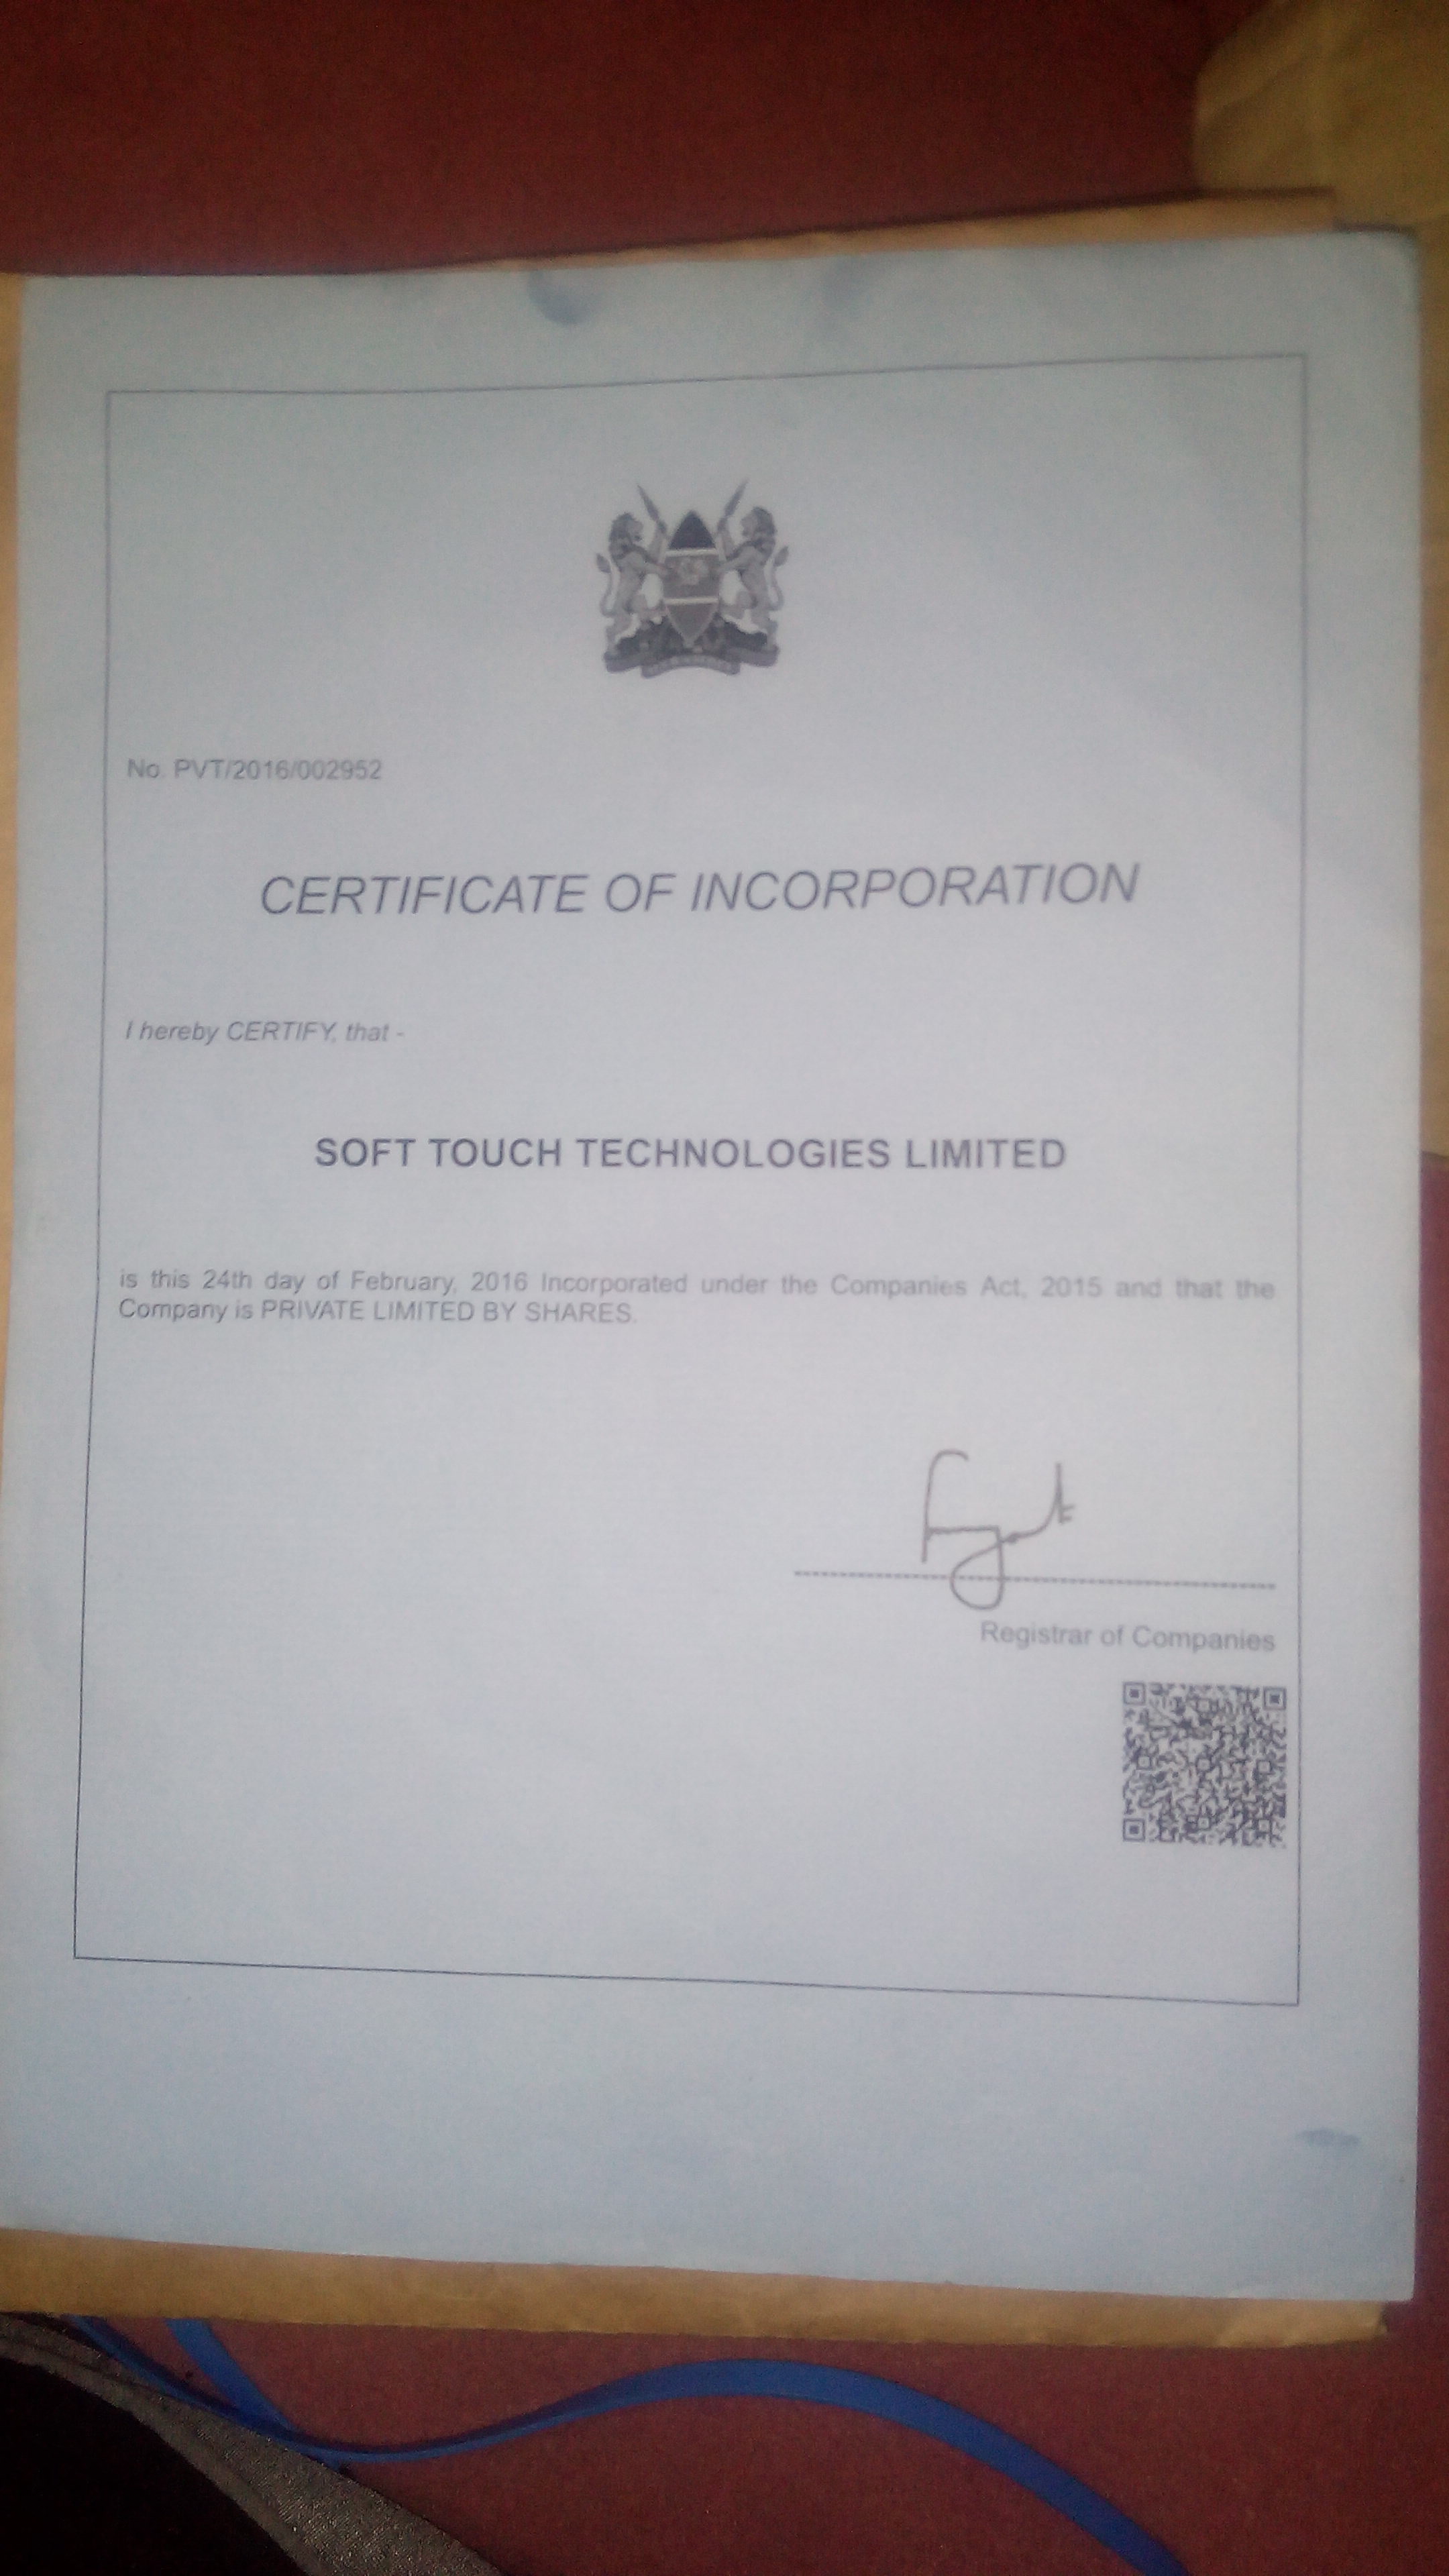 No. PVT/2016/002952
CERTIFICATE OF INCORPORATION
I hereby CERTIFY, that -
SOFT TOUCH TECHNOLOGIES LIMITED
is this 24th day of February, 2016 Incorporated under the Companies Act, 2015 and that the
Company is PRIVATE LIMITED BY SHARES.
Registrar of Companies